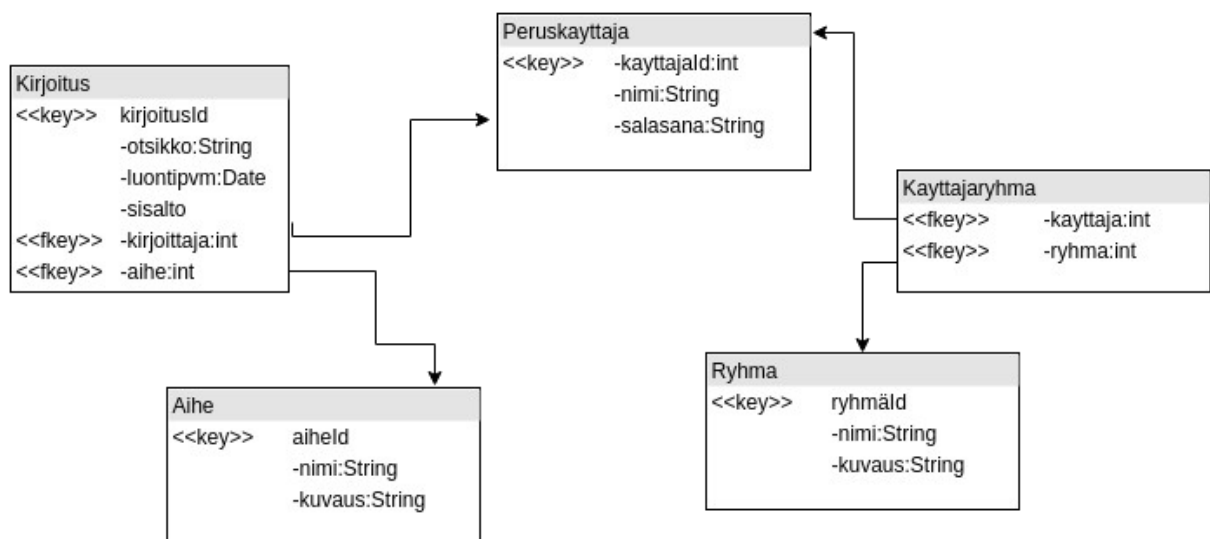 Peruskayttaja
<<key>> -kayttajaId:int
-nimi:String
-salasana:String
Kirjoitus
<<key>> kirjoitusId
-otsikko:String
-luontipvm:Date
-sisalto
<<fkey>> -kirjoittaja:int
<<fkey>> -aihe:int
Kayttajaryhma
<<fkey>> -kayttaja:int
<<fkey>> -ryhma:int
Aihe
<<key>> aiheId
-nimi:String
-kuvaus:String
Ryhma
<<key>> ryhmäId
-nimi:String
-kuvaus:String